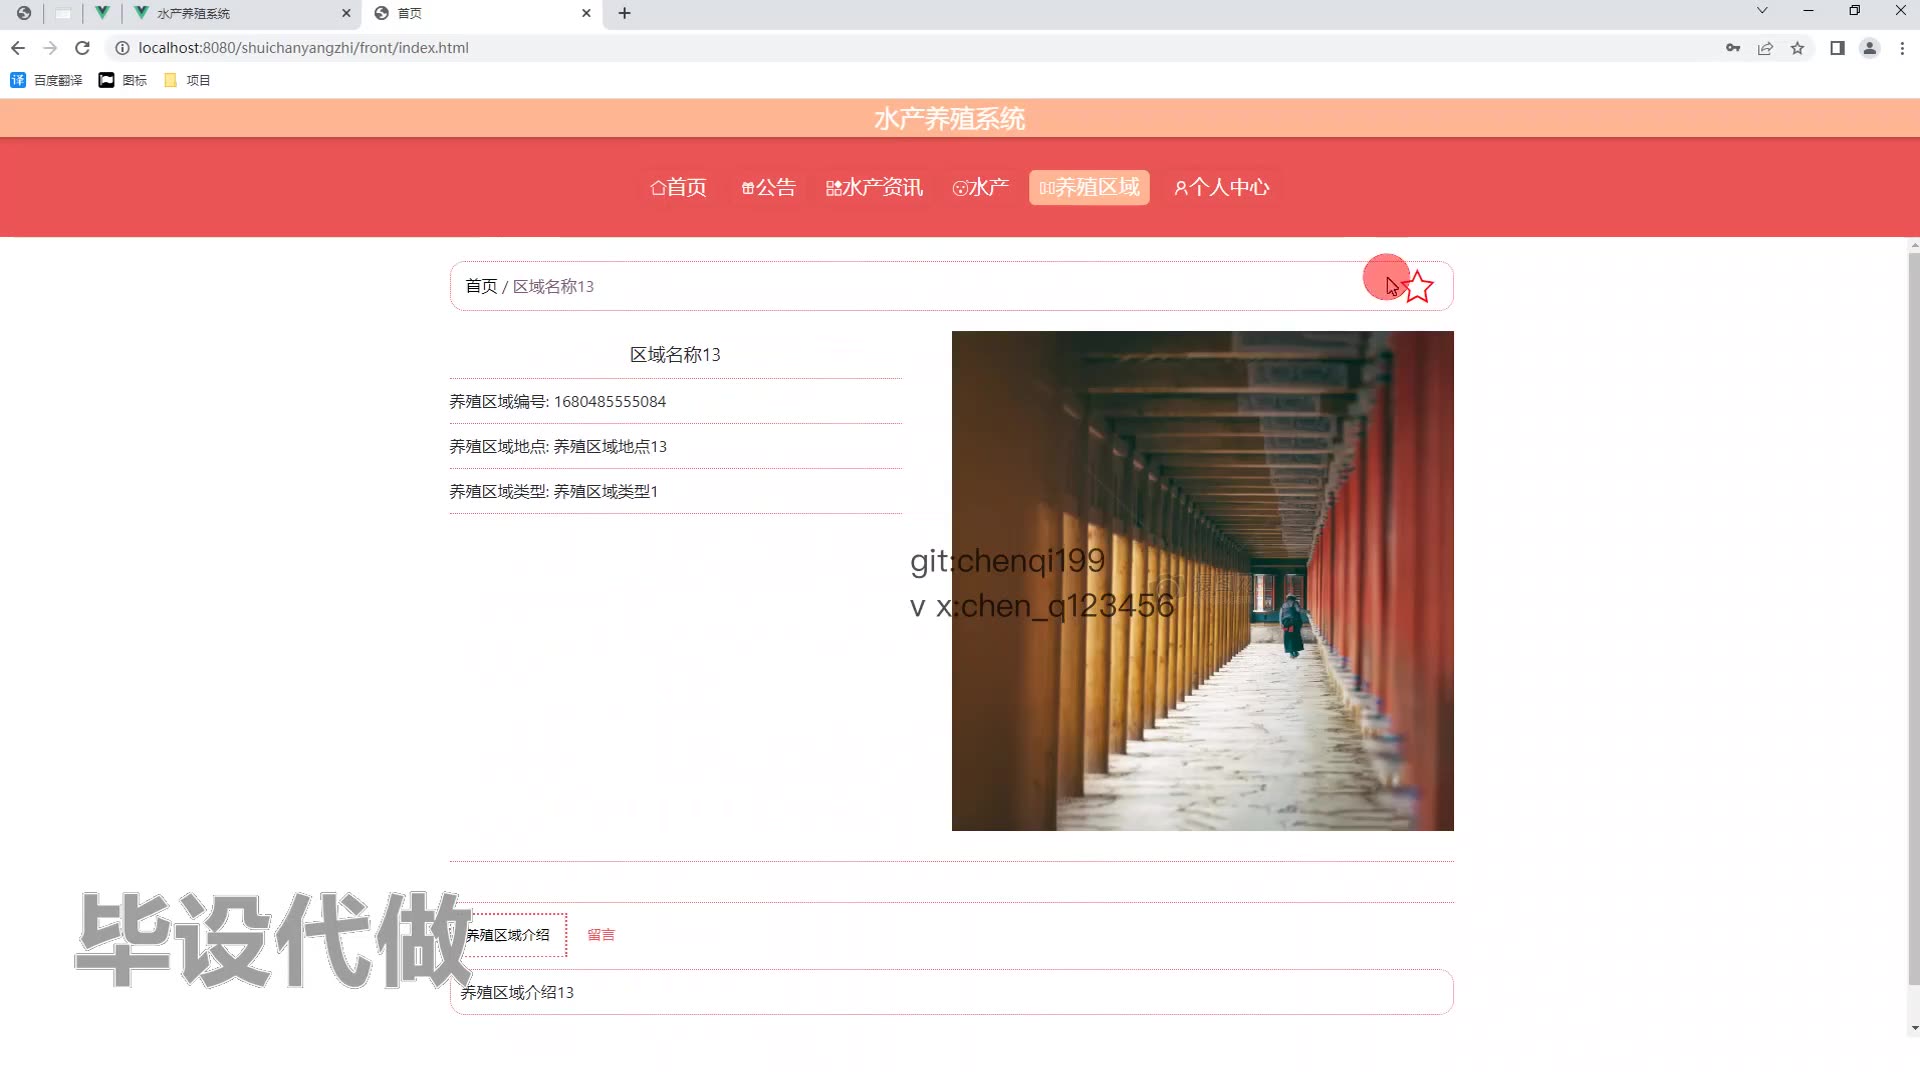 水产养殖系统
首页
localhost:8080/shuichanyangzhi/front/index.html
译 百度翻译
图标
项目
水产养殖系统
首页
公告
水产资讯
水产
养殖区域
个人中心
首页 / 区域名称13
区域名称13
养殖区域编号: 1680485555084
养殖区域地点: 养殖区域地点13
养殖区域类型: 养殖区域类型1
git:chenqi199
v x:chen_q123456
毕设代做
养殖区域介绍
留言
养殖区域介绍13